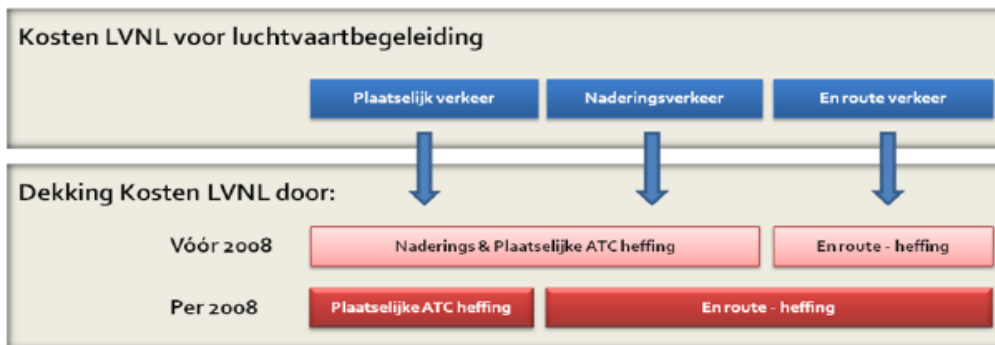 Kosten LVNL voor luchtvaartbegeleiding
Plaatselijk verkeer
Naderingsverkeer
En route verkeer
Dekking Kosten LVNL door:
Vóór 2008
Naderings & Plaatselijke ATC heffing
En route - heffing
Per 2008
Plaatselijke ATC heffing
En route - heffing